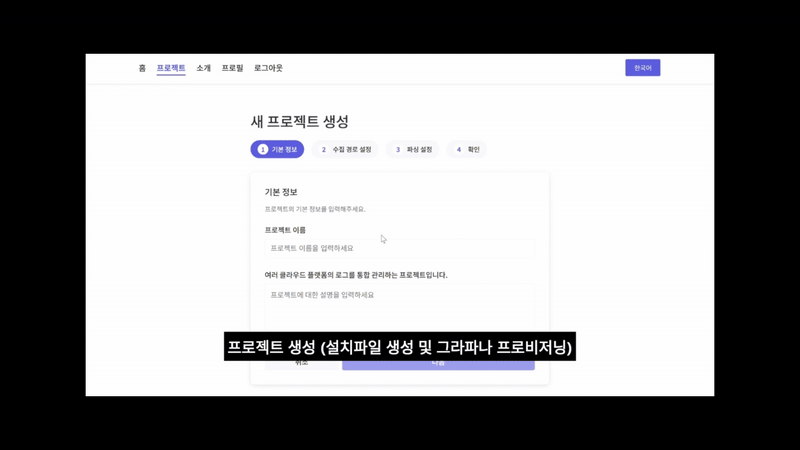 홈 프로젝트 소개 프로필 로그아웃 한국어
새 프로젝트 생성
1 기본 정보 2 수집 경로 설정 3 파싱 설정 4 확인
기본 정보
프로젝트의 기본 정보를 입력해주세요.
프로젝트 이름
프로젝트 이름을 입력하세요
여러 클라우드 플랫폼의 로그를 통합 관리하는 프로젝트입니다.
프로젝트에 대한 설명을 입력하세요
프로젝트 생성 (설치파일 생성 및 그라파나 프로비저닝)